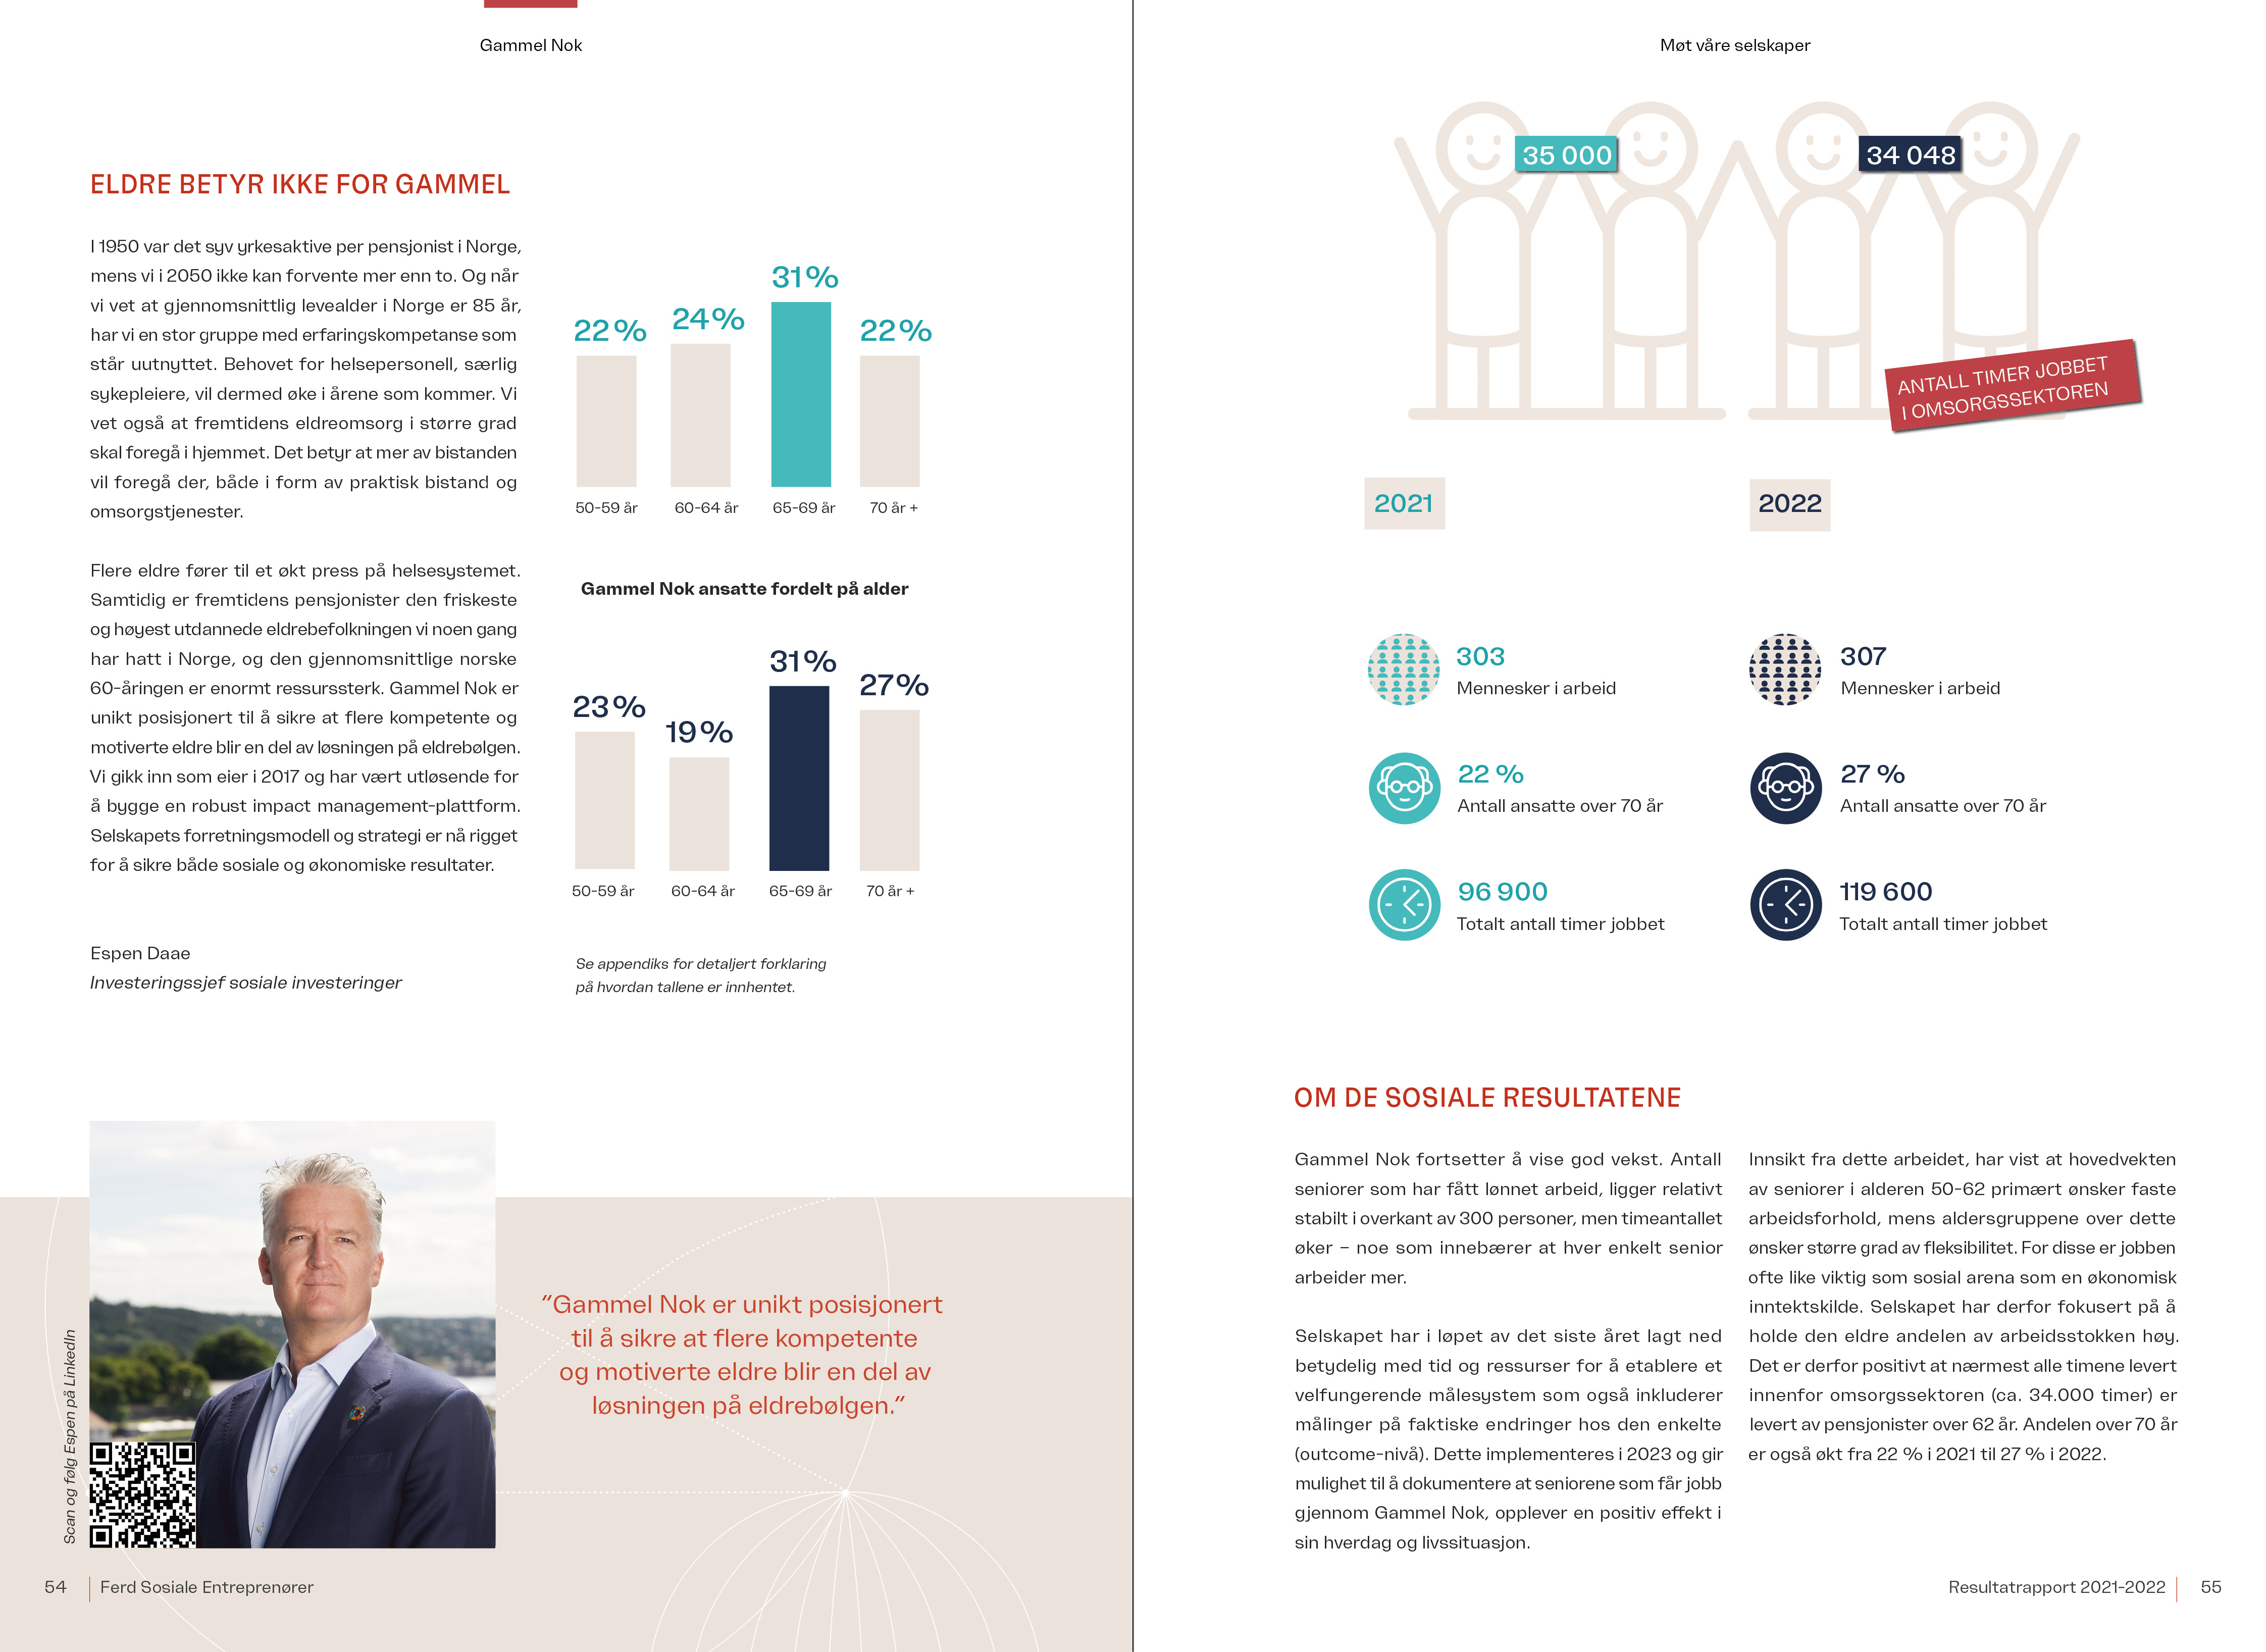 Gammel Nok
ELDRE BETYR IKKE FOR GAMMEL
I 1950 var det syv yrkesaktive per pensjonist i Norge,
mens vi i 2050 ikke kan forvente mer enn to. Og når
vi vet at gjennomsnittlig levealder i Norge er 85 år,
har vi en stor gruppe med erfaringskompetanse som
står uutnyttet. Behovet for helsepersonell, særlig
sykepleiere, vil dermed øke i årene som kommer. Vi
vet også at fremtidens eldreomsorg i større grad
skal foregå i hjemmet. Det betyr at mer av bistanden
vil foregå der, både i form av praktisk bistand og
omsorgstjenester.
Flere eldre fører til et økt press på helsesystemet.
Samtidig er fremtidens pensjonister den friskeste
og høyest utdannede eldrebefolkningen vi noen gang
har hatt i Norge, og den gjennomsnittlige norske
60-åringen er enormt ressurssterk. Gammel Nok er
unikt posisjonert til å sikre at flere kompetente og
motiverte eldre blir en del av løsningen på eldrebølgen.
Vi gikk inn som eier i 2017 og har vært utløsende for
å bygge en robust impact management-plattform.
Selskapets forretningsmodell og strategi er nå rigget
for å sikre både sosiale og økonomiske resultater.
Espen Daae
Investeringssjef sosiale investeringer
22 %
24 %
31 %
22 %
50-59 år
60-64 år
65-69 år
70 år +
Gammel Nok ansatte fordelt på alder
23 %
19 %
31 %
27 %
50-59 år
60-64 år
65-69 år
70 år +
Se appendiks for detaljert forklaring
på hvordan tallene er innhentet.
Scan og følg Espen på LinkedIn
”Gammel Nok er unikt posisjonert
til å sikre at flere kompetente
og motiverte eldre blir en del av
løsningen på eldrebølgen.”
54
Ferd Sosiale Entreprenører
Møt våre selskaper
35 000
34 048
ANTALL TIMER JOBBET
I OMSORGSSEKTOREN
2021
2022
303
Mennesker i arbeid
307
Mennesker i arbeid
22 %
Antall ansatte over 70 år
27 %
Antall ansatte over 70 år
96 900
Totalt antall timer jobbet
119 600
Totalt antall timer jobbet
OM DE SOSIALE RESULTATENE
Gammel Nok fortsetter å vise god vekst. Antall
seniorer som har fått lønnet arbeid, ligger relativt
stabilt i overkant av 300 personer, men timeantallet
øker – noe som innebærer at hver enkelt senior
arbeider mer.
Selskapet har i løpet av det siste året lagt ned
betydelig med tid og ressurser for å etablere et
velfungerende målesystem som også inkluderer
målinger på faktiske endringer hos den enkelte
(outcome-nivå). Dette implementeres i 2023 og gir
mulighet til å dokumentere at seniorene som får jobb
gjennom Gammel Nok, opplever en positiv effekt i
sin hverdag og livssituasjon.
Innsikt fra dette arbeidet, har vist at hovedvekten
av seniorer i alderen 50-62 primært ønsker faste
arbeidsforhold, mens aldersgruppene over dette
ønsker større grad av fleksibilitet. For disse er jobben
ofte like viktig som sosial arena som en økonomisk
inntektskilde. Selskapet har derfor fokusert på å
holde den eldre andelen av arbeidsstokken høy.
Det er derfor positivt at nærmest alle timene levert
innenfor omsorgssektoren (ca. 34.000 timer) er
levert av pensjonister over 62 år. Andelen over 70 år
er også økt fra 22 % i 2021 til 27 % i 2022.
Resultatrapport 2021-2022
55